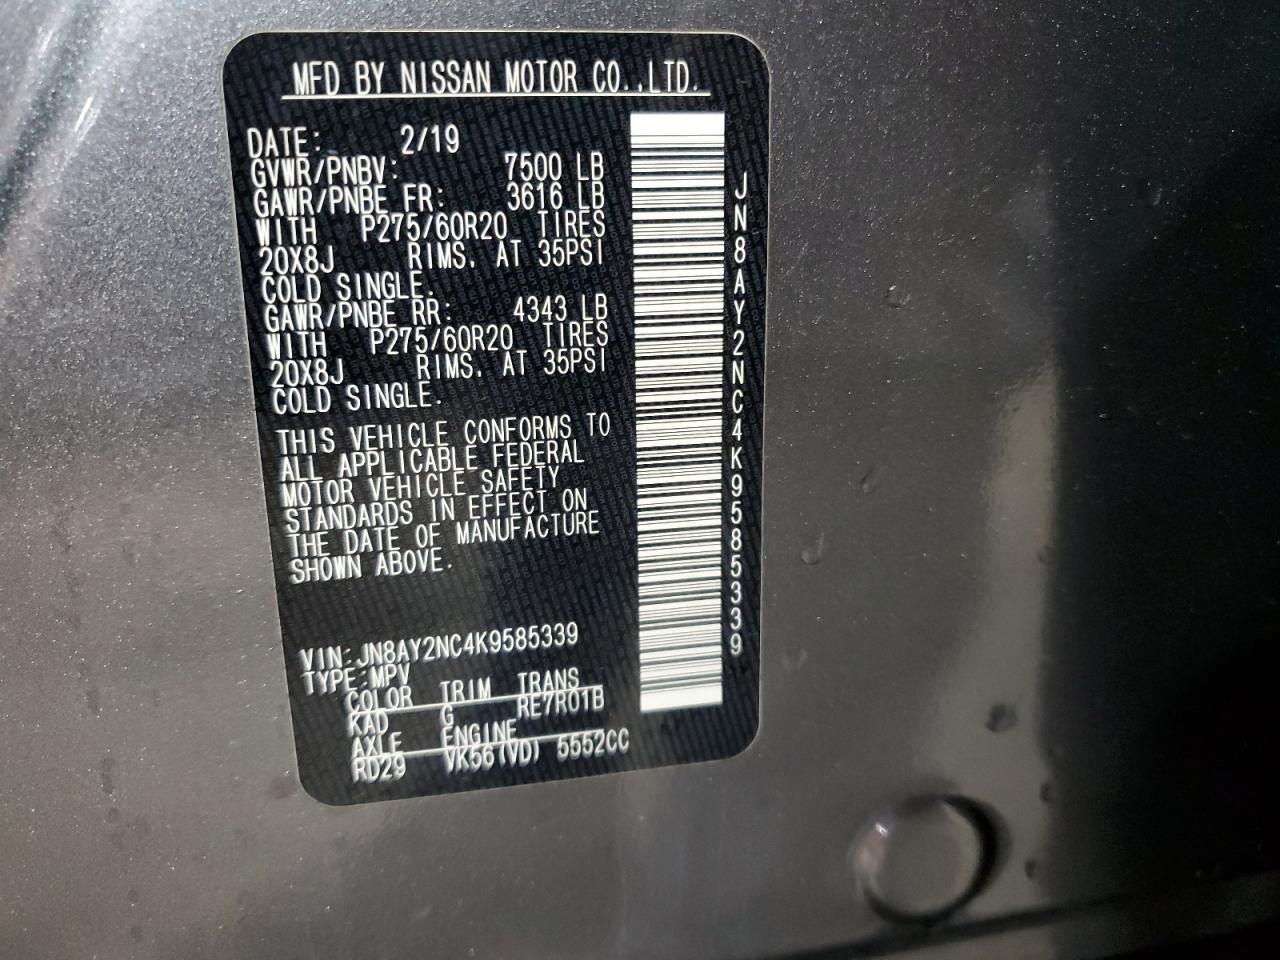 MFD BY NISSAN MOTOR CO.,LTD.
DATE: 2/19
GVWR/PNBV: 7500 LB
GAWR/PNBE FR: 3616 LB
WITH P275/60R20 TIRES
20X8J RIMS. AT 35PSI
COLD SINGLE.
GAWR/PNBE RR: 4343 LB
WITH P275/60R20 TIRES
20X8J RIMS. AT 35PSI
COLD SINGLE.
THIS VEHICLE CONFORMS TO
ALL APPLICABLE FEDERAL
MOTOR VEHICLE SAFETY
STANDARDS IN EFFECT ON
THE DATE OF MANUFACTURE
SHOWN ABOVE.
VIN:JN8AY2NC4K9585339
TYPE:MPV
COLOR TRIM TRANS
KAD G RE7R01B
AXLE ENGINE
RD29 VK56(VD) 5552CC
JN8AY2NC4K9585339